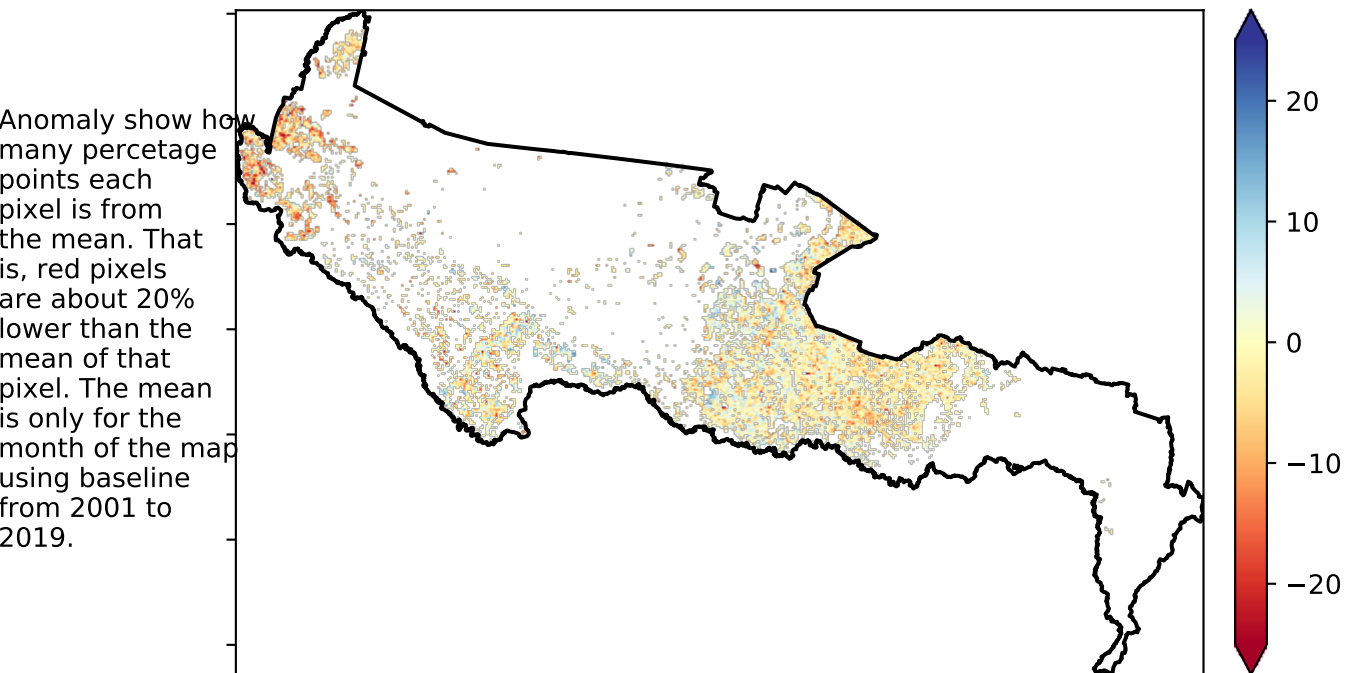 Anomaly show how
many percetage
points each
pixel is from
the mean. That
is, red pixels
are about 20%
lower than the
mean of that
pixel. The mean
is only for the
month of the map
using baseline
from 2001 to
2019.
20
10
0
−10
−20